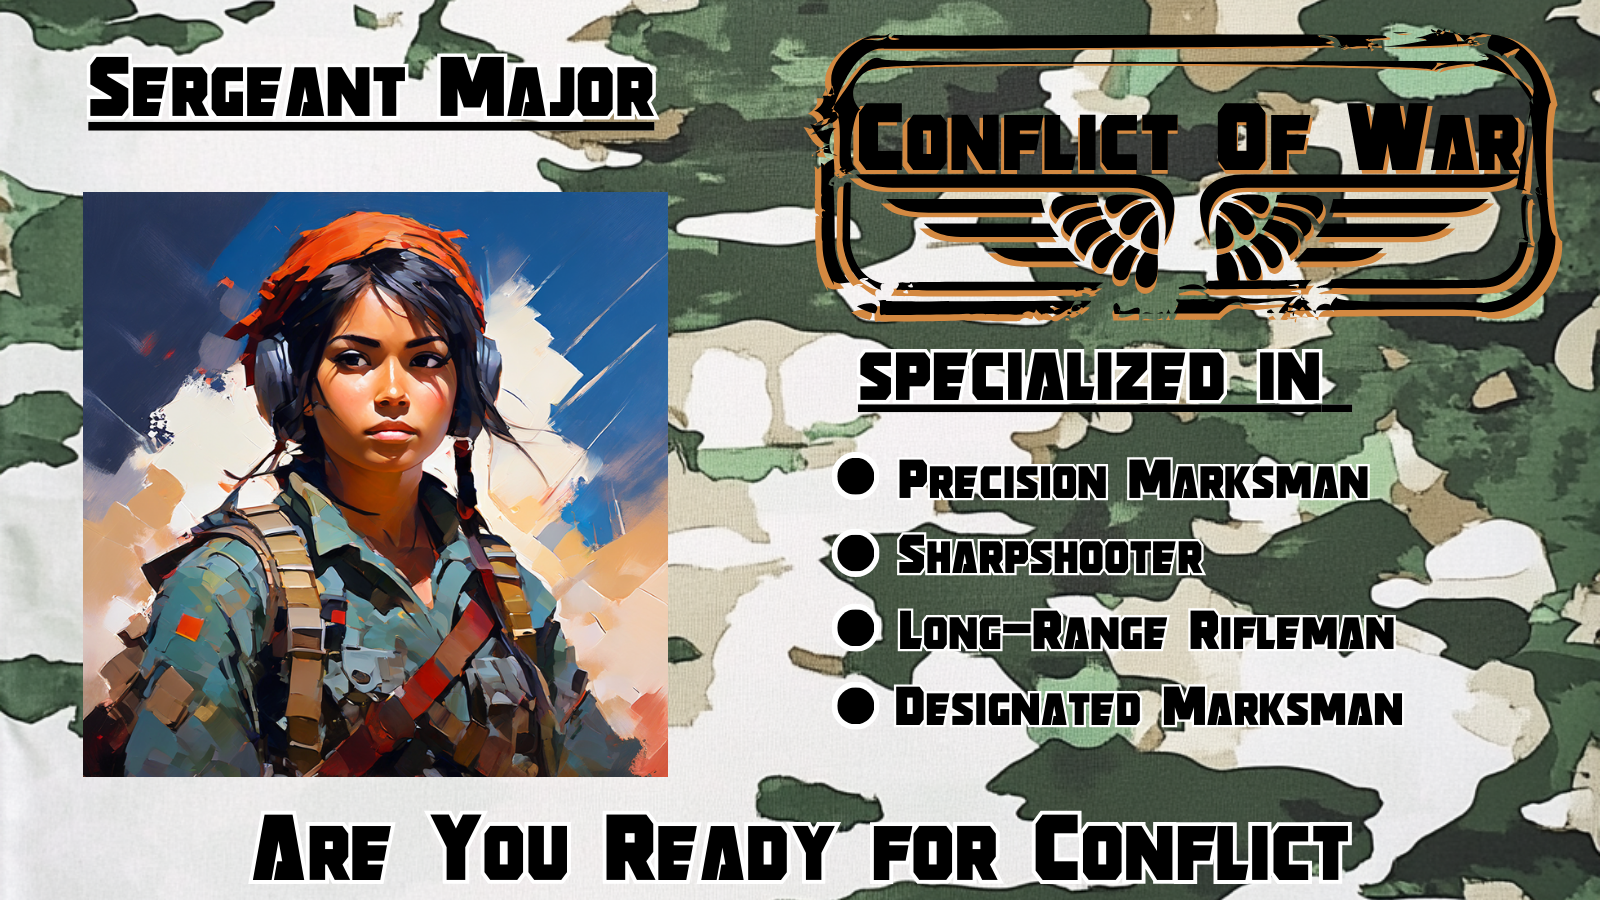 Sergeant Major
Conflict Of War
SPECIALIZED IN
Precision Marksman
Sharpshooter
Long-Range Rifleman
Designated Marksman
Are You Ready for Conflict